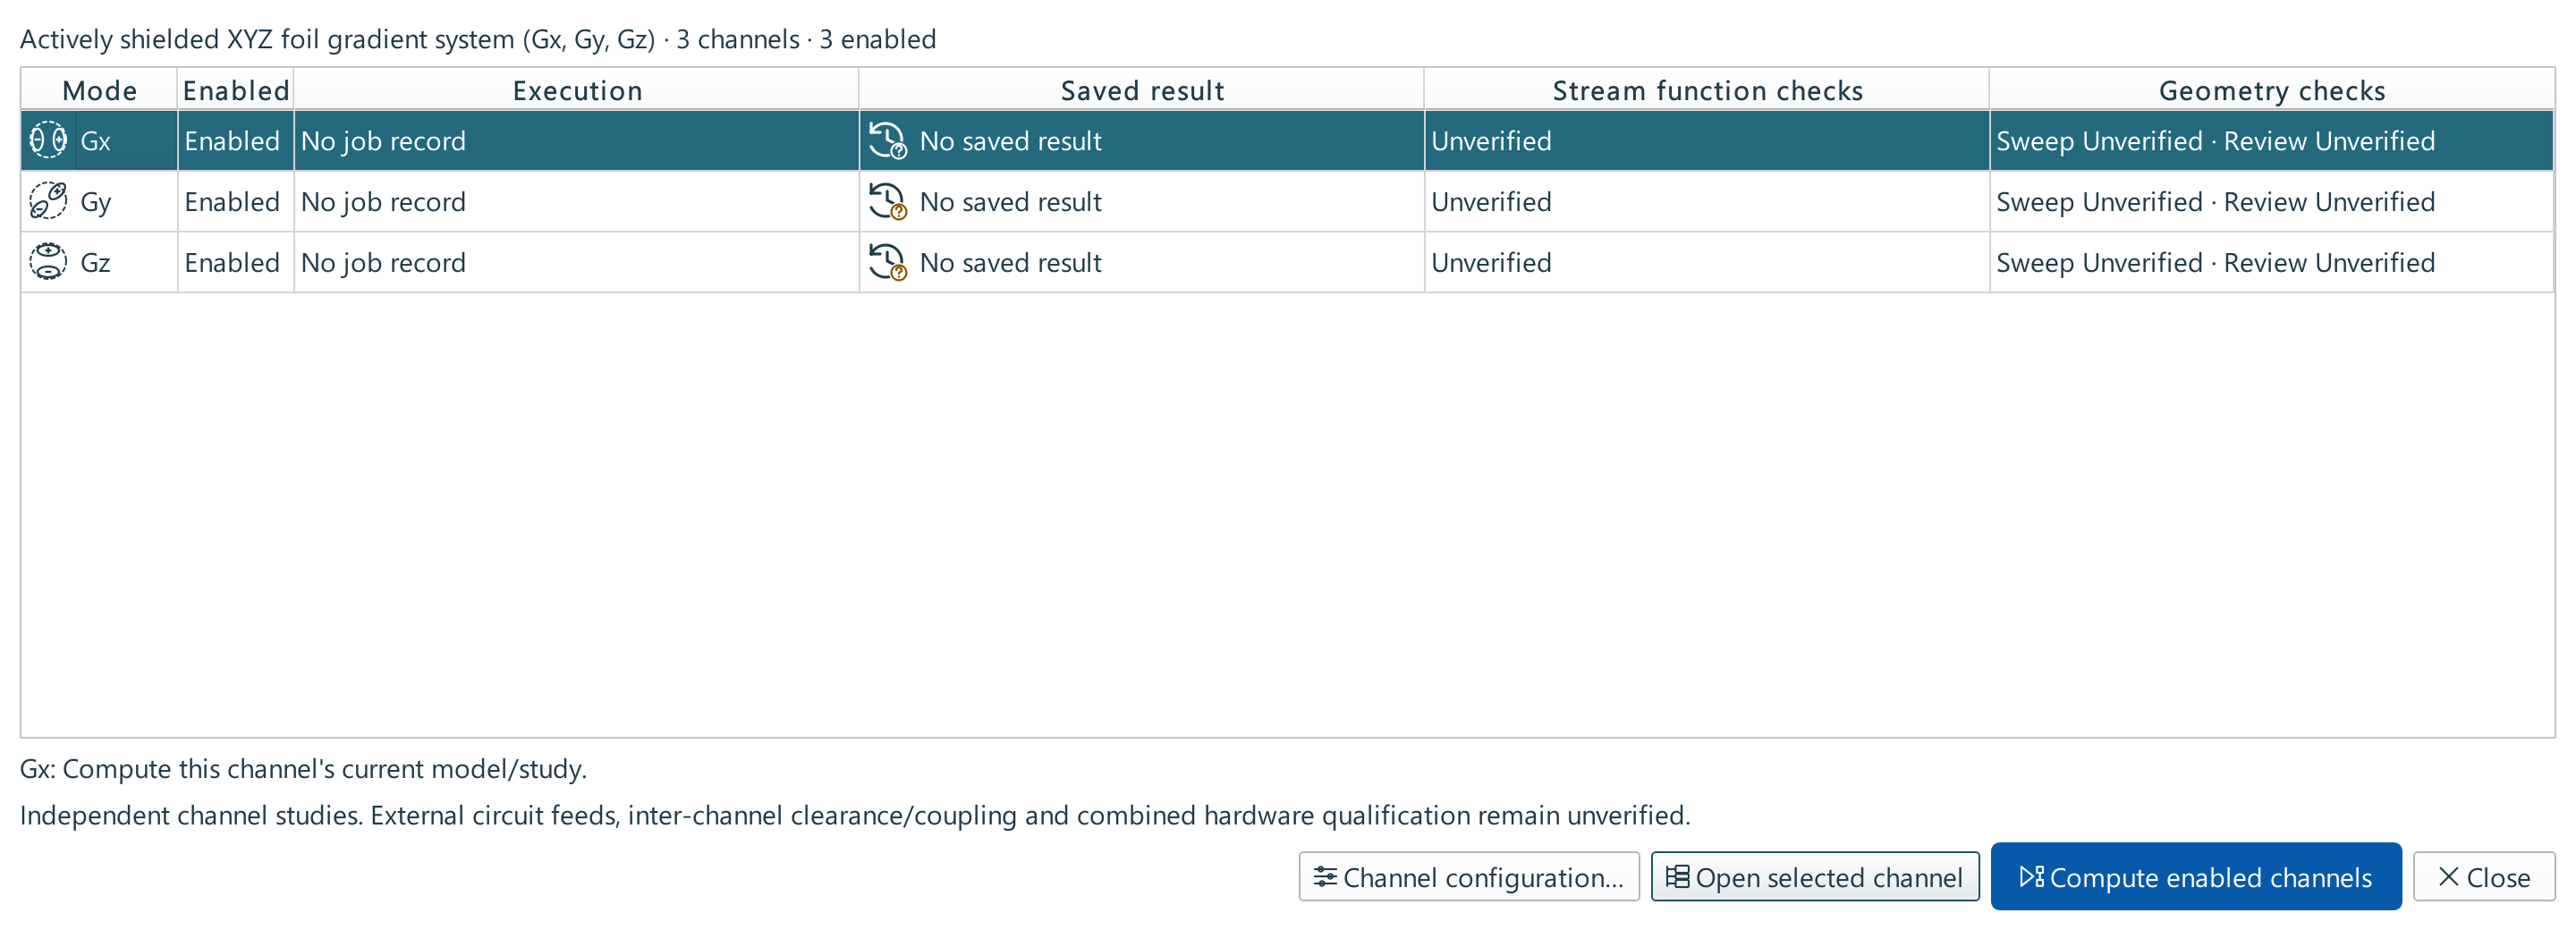 Actively shielded XYZ foil gradient system (Gx, Gy, Gz) · 3 channels · 3 enabled
Mode Enabled Execution Saved result Stream function checks Geometry checks
Gx Enabled No job record No saved result Unverified Sweep Unverified · Review Unverified
Gy Enabled No job record No saved result Unverified Sweep Unverified · Review Unverified
Gz Enabled No job record No saved result Unverified Sweep Unverified · Review Unverified
Gx: Compute this channel's current model/study.
Independent channel studies. External circuit feeds, inter-channel clearance/coupling and combined hardware qualification remain unverified.
Channel configuration... Open selected channel Compute enabled channels Close